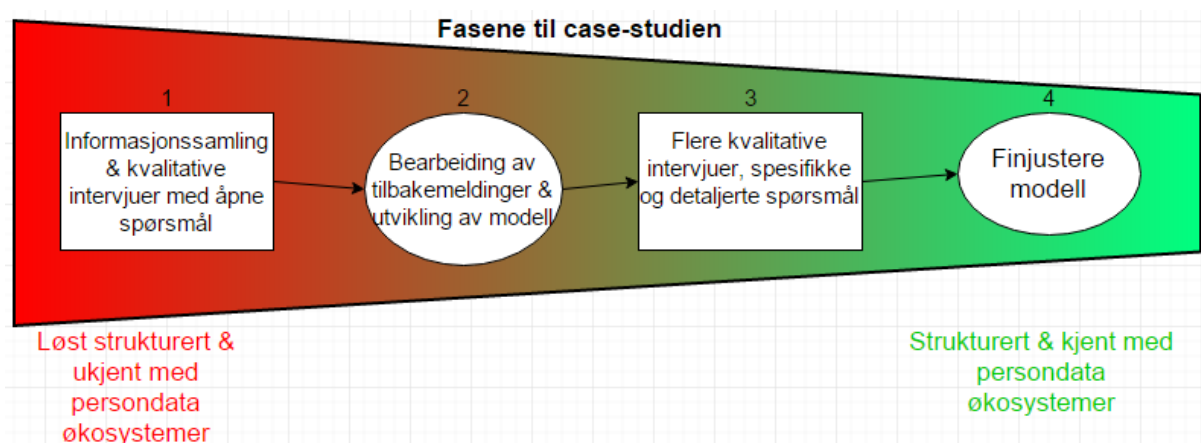 Fasene til case-studien
1
Informasjonssamling
& kvalitative
intervjuer med åpne
spørsmål
2
Bearbeiding av
tilbakemeldinger &
utvikling av modell
3
Flere kvalitative
intervjuer, spesifikke
og detaljerte spørsmål
4
Finjustere
modell
Løst strukturert &
ukjent med
persondata
økosystemer
Strukturert & kjent med
persondata
økosystemer